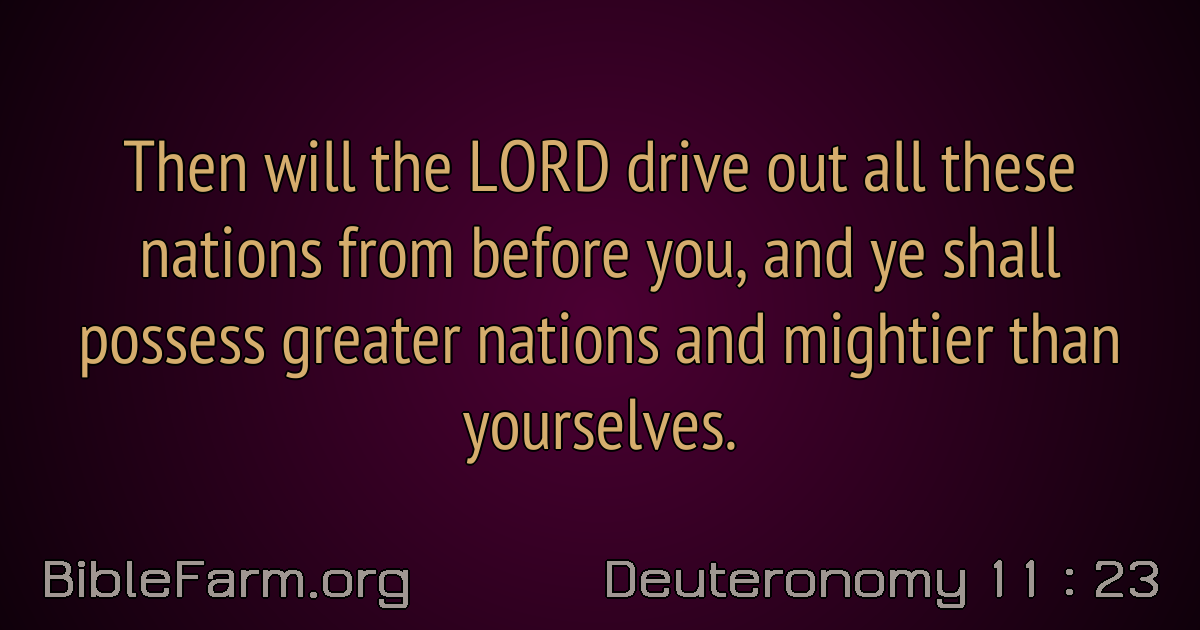 Then will the LORD drive out all these
nations from before you, and ye shall
possess greater nations and mightier than
yourselves.
BibleFarm.org
Deuteronomy 11 : 23